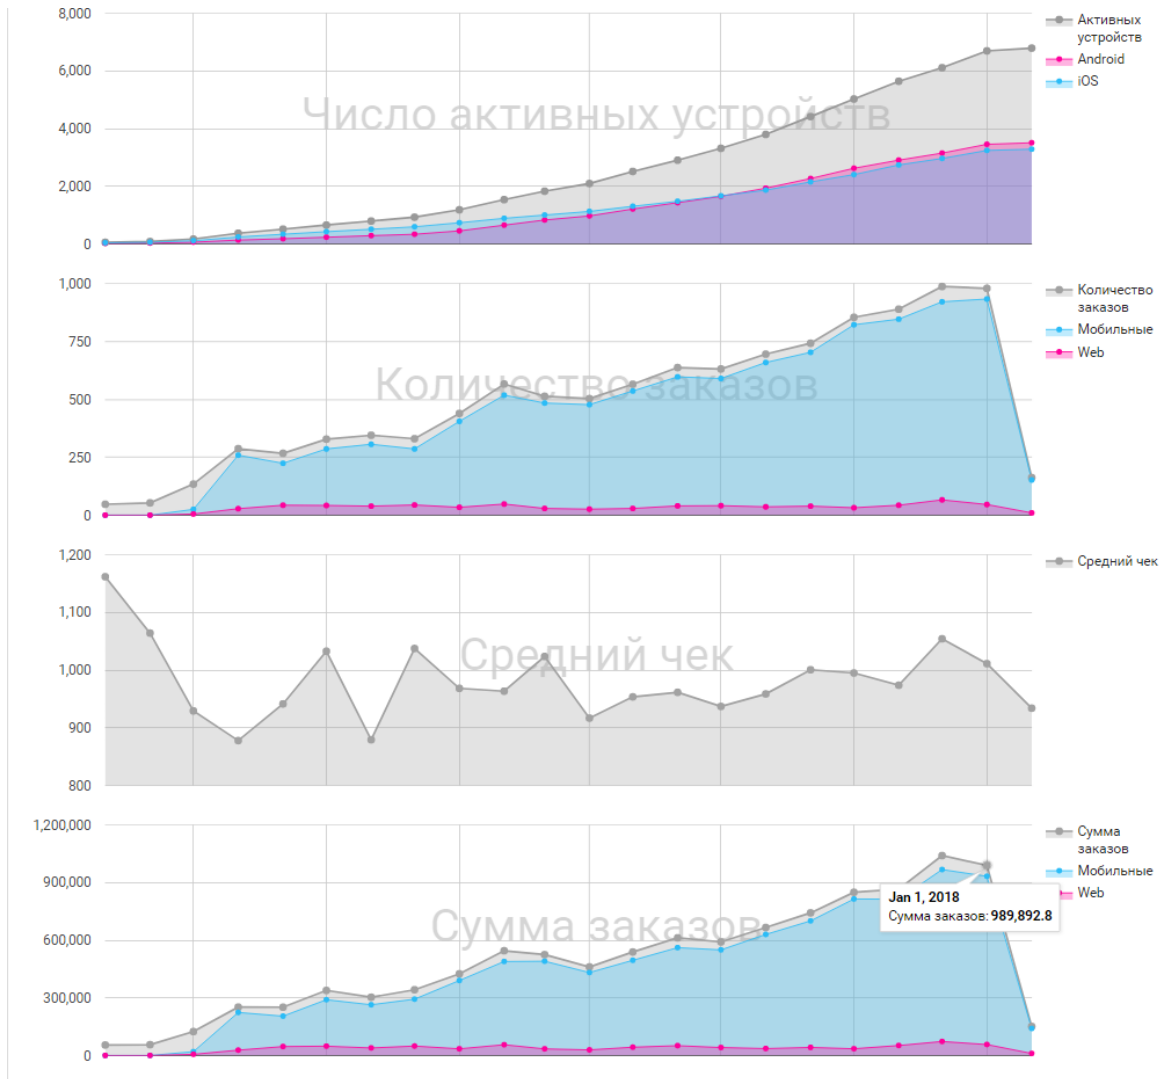 8,000
6,000
4,000
2,000
0
Число активных устройств
Активных
устройств
Android
iOS
1,000
750
500
250
0
Количество заказов
Количество
заказов
Мобильные
Web
1,200
1,100
1,000
900
800
Средний чек
Средний чек
1,200,000
900,000
600,000
300,000
0
Сумма заказов
Сумма
заказов
Мобильные
Web
Jan 1, 2018
Сумма заказов: 989,892.8